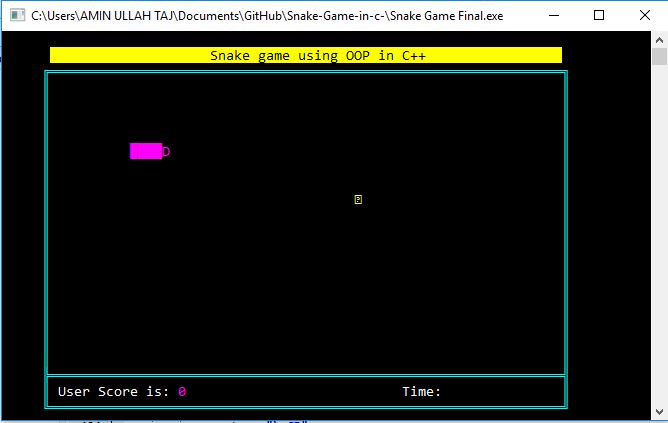 C:\Users\AMIN ULLAH TAJ\Documents\GitHub\Snake-Game-in-c-\Snake Game Final.exe
Snake game using OOP in C++
D
User Score is: 0
Time: